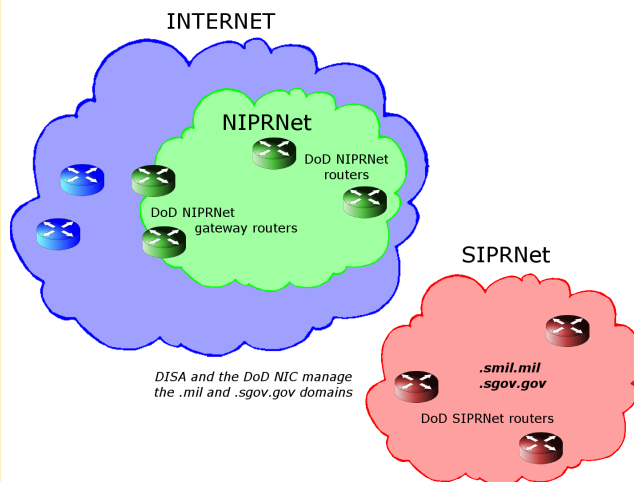 INTERNET
NIPRNet
DoD NIPRNet
routers
DoD NIPRNet
gateway routers
SIPRNet
.smil.mil
.sgov.gov
DISA and the DoD NIC manage
the .mil and .sgov.gov domains
DoD SIPRNet routers